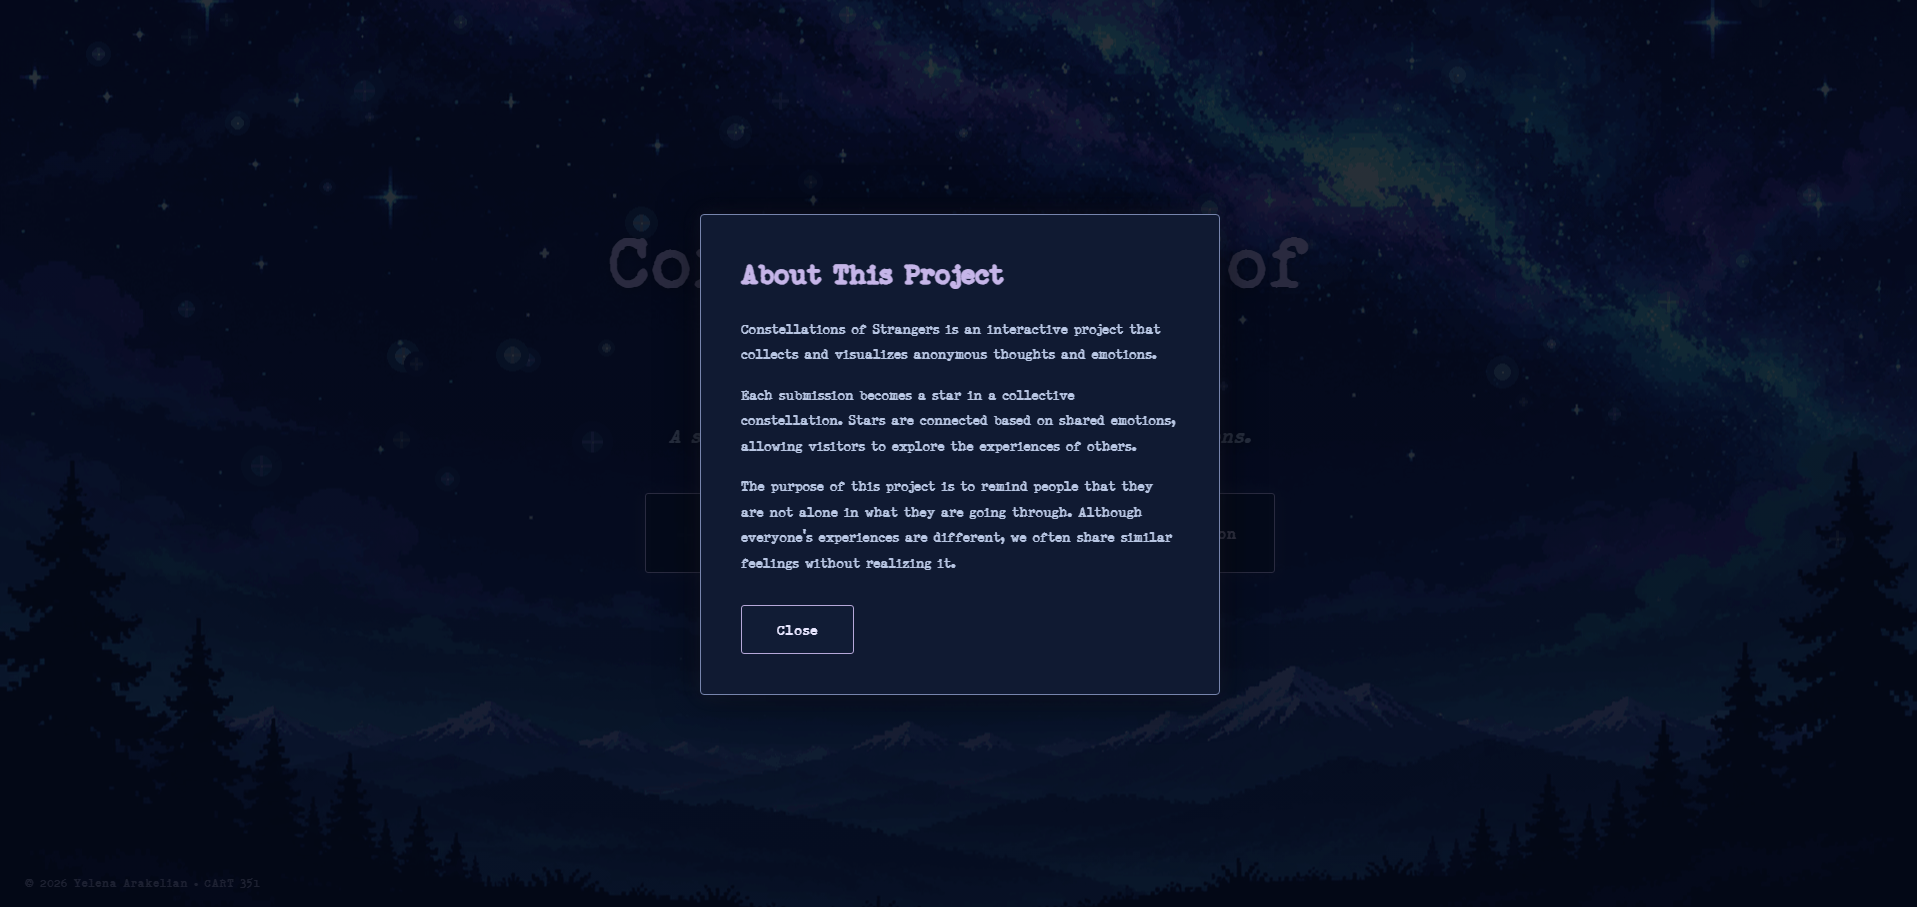 Co
of
About This Project
Constellations of Strangers is an interactive project that
collects and visualizes anonymous thoughts and emotions.
Each submission becomes a star in a collective
constellation. Stars are connected based on shared emotions,
allowing visitors to explore the experiences of others.
A s
ns.
The purpose of this project is to remind people that they
are not alone in what they are going through. Although
everyone's experiences are different, we often share similar
feelings without realizing it.
on
Close
© 2026 Yelena Arakelian • CART 351